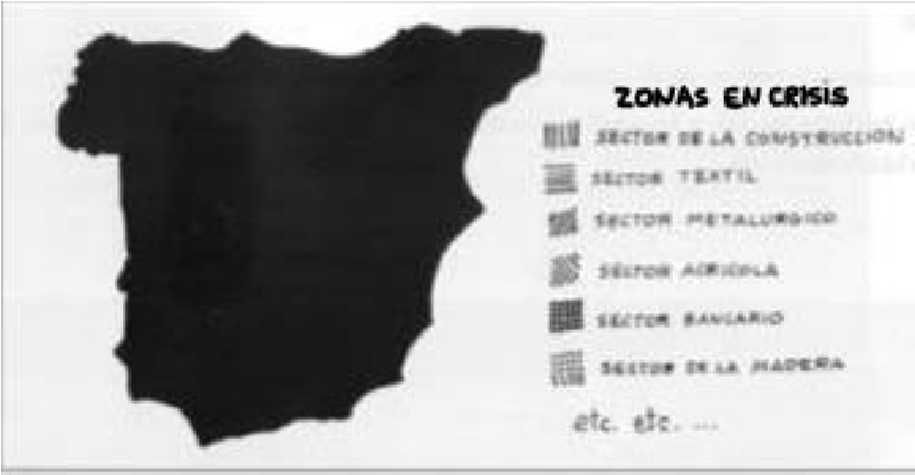 ZONAS EN CRISIS
SECTOR DE LA CONSTRUCCION
SECTOR TEXTIL
SECTOR METALURGICO
SECTOR AGRICOLA
SECTOR BANCARIO
SECTOR DE LA MADERA
etc. etc. ...